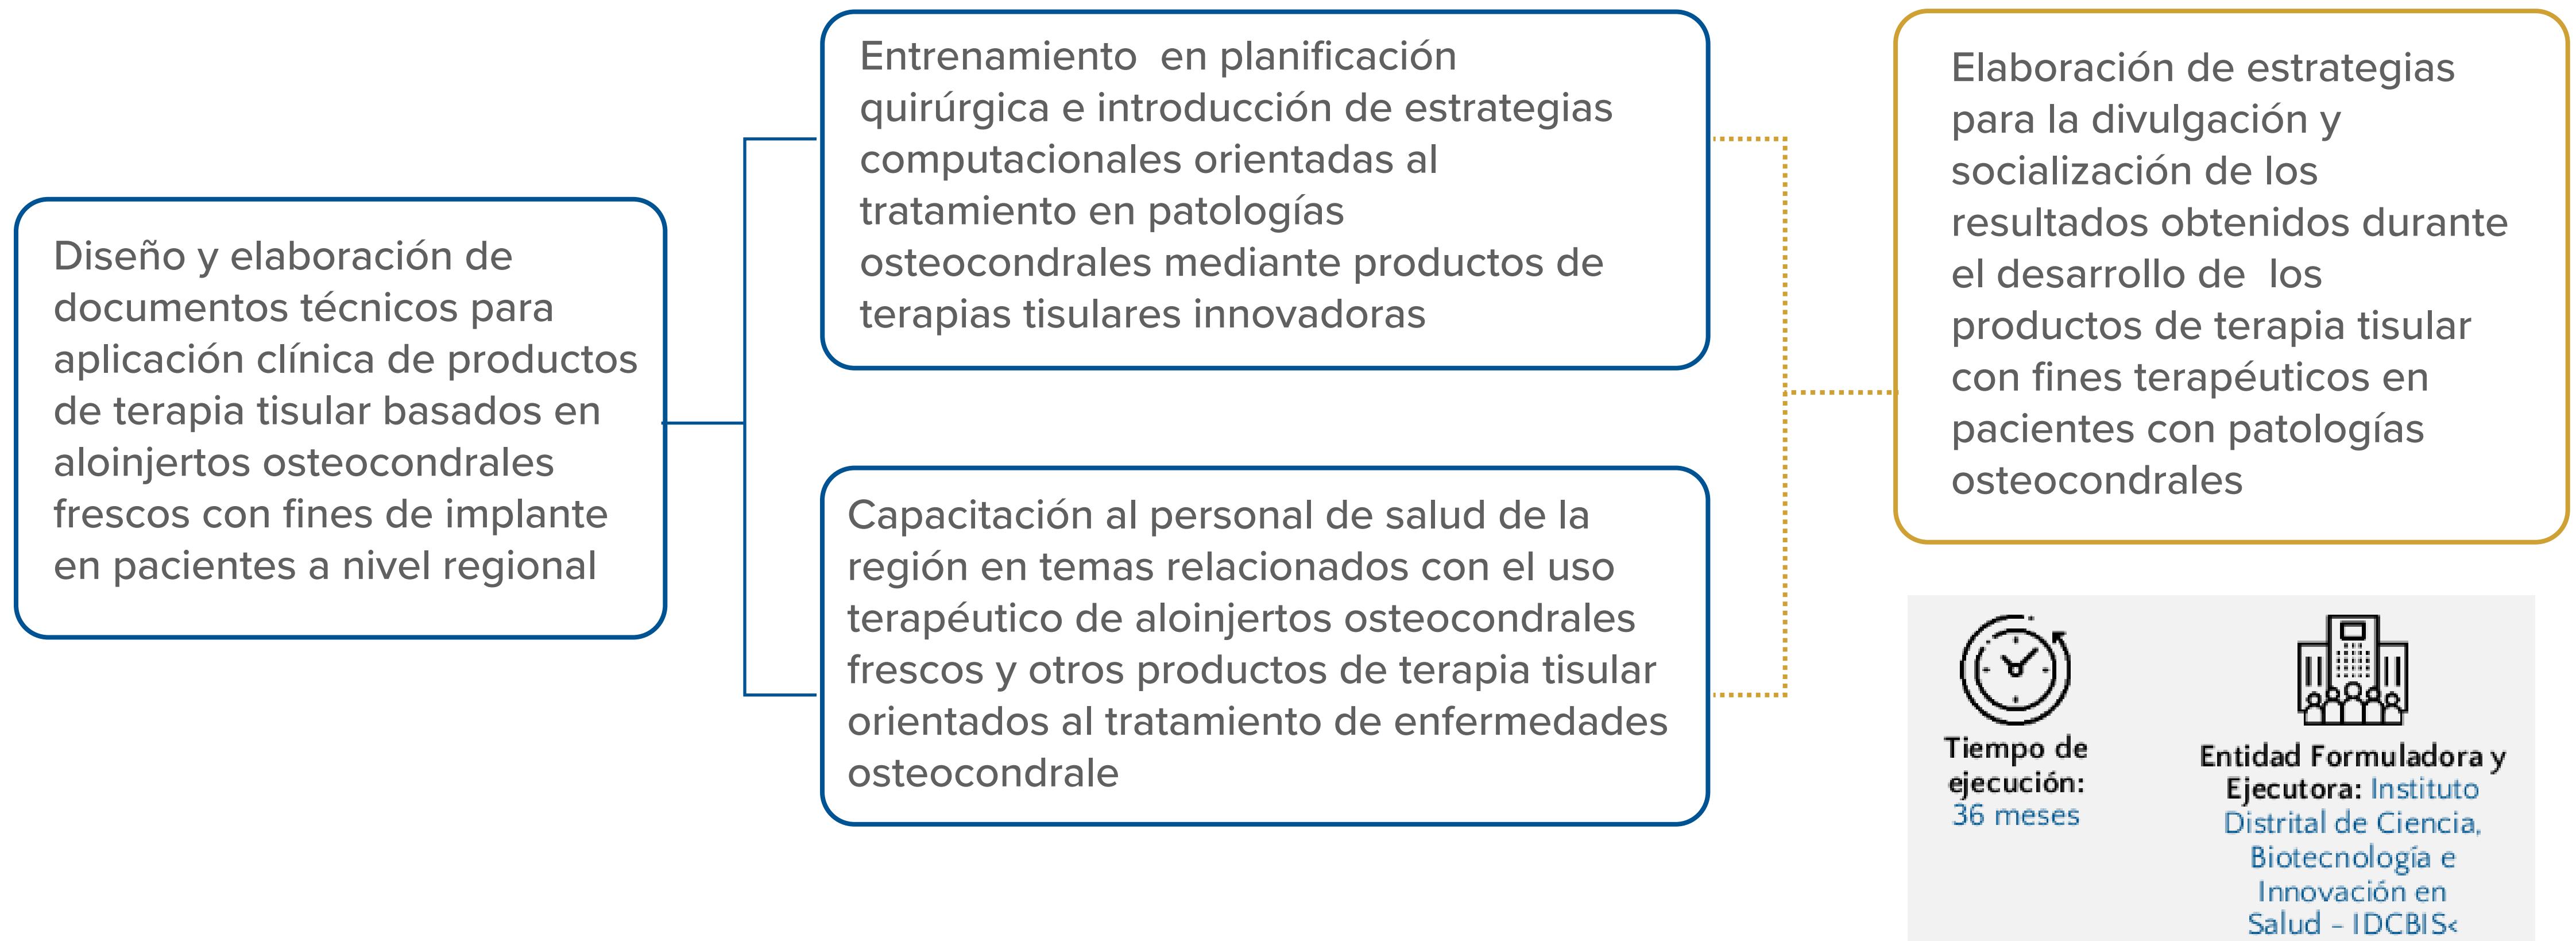 Diseño y elaboración de
documentos técnicos para
aplicación clínica de productos
de terapia tisular basados en
aloinjertos osteocondrales
frescos con fines de implante
en pacientes a nivel regional
Entrenamiento  en planificación
quirúrgica e introducción de estrategias
computacionales orientadas al
tratamiento en patologías
osteocondrales mediante productos de
terapias tisulares innovadoras
Capacitación al personal de salud de la
región en temas relacionados con el uso
terapéutico de aloinjertos osteocondrales
frescos y otros productos de terapia tisular
orientados al tratamiento de enfermedades
osteocondrale
Elaboración de estrategias
para la divulgación y
socialización de los
resultados obtenidos durante
el desarrollo de  los
productos de terapia tisular
con fines terapéuticos en
pacientes con patologías
osteocondrales
Tiempo de
ejecución:
36 meses
Entidad Formuladora y
Ejecutora: Instituto
Distrital de Ciencia,
Biotecnología e
Innovación en
Salud – IDCBIS<